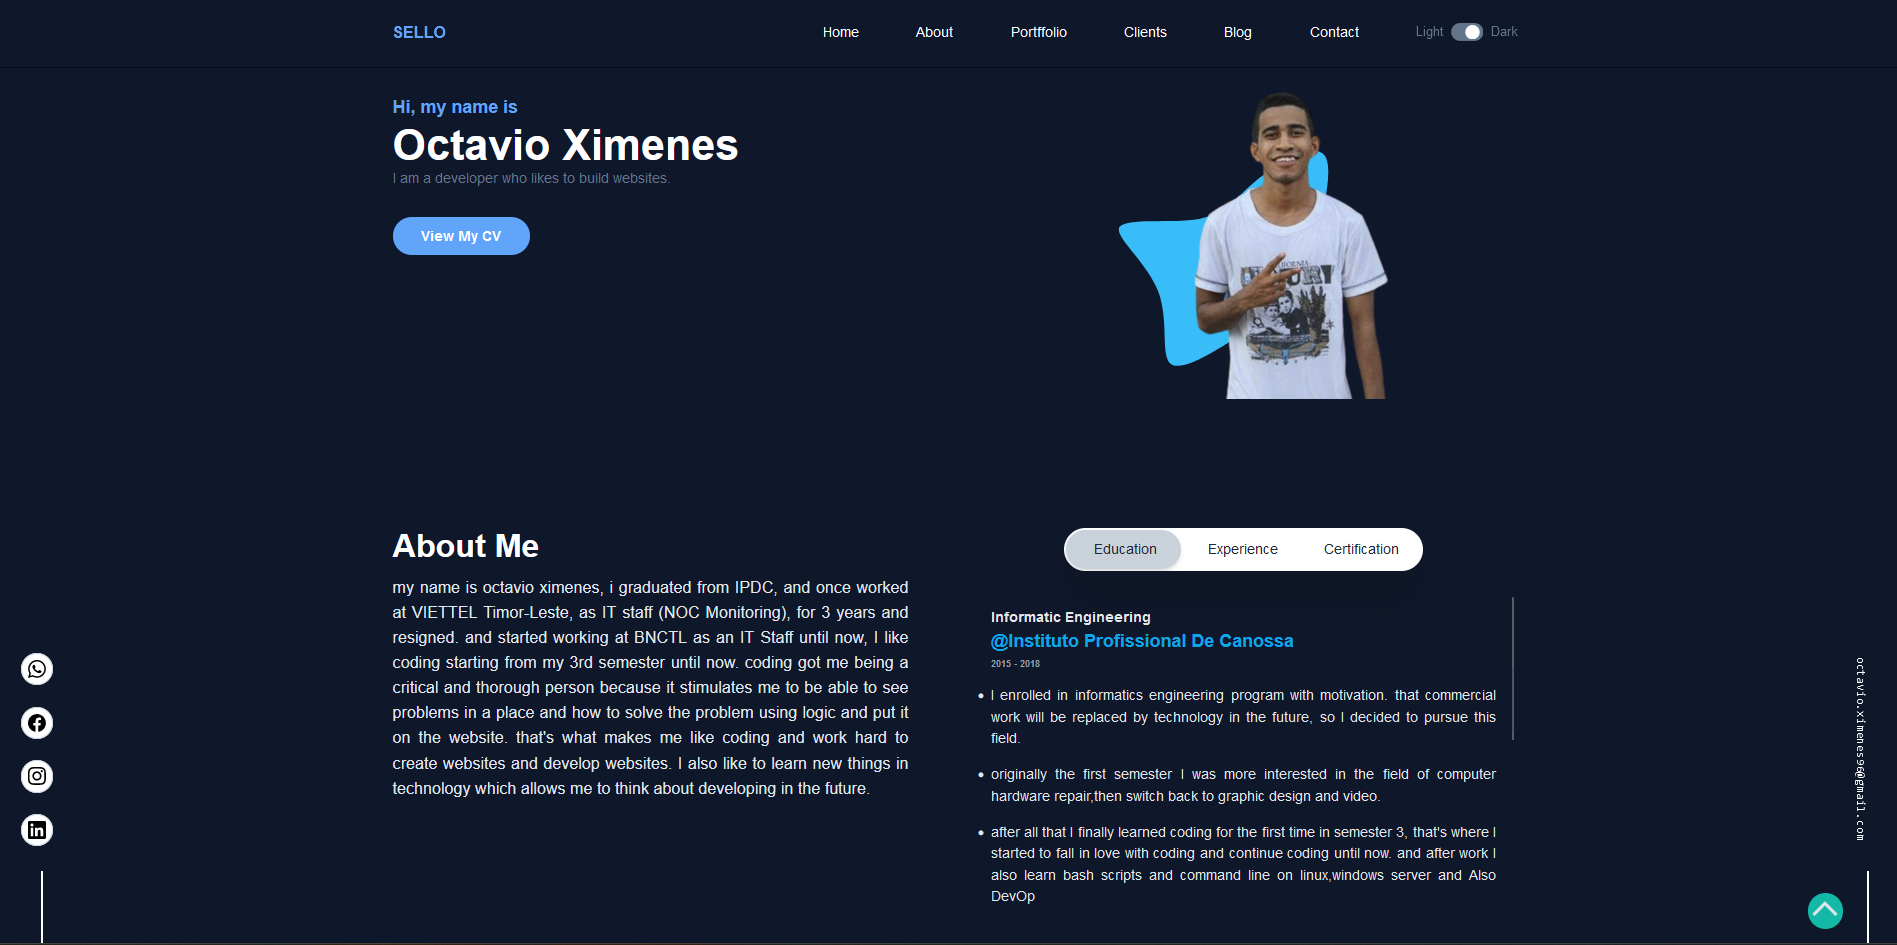 SELLO
Home
About
Portffolio
Clients
Blog
Contact
Light
Dark
Hi, my name is
Octavio Ximenes
I am a developer who likes to build websites.
View My CV
About Me
my name is octavio ximenes, i graduated from IPDC, and once worked
at VIETTEL Timor-Leste, as IT staff (NOC Monitoring), for 3 years and
resigned. and started working at BNCTL as an IT Staff until now, I like
coding starting from my 3rd semester until now. coding got me being a
critical and thorough person because it stimulates me to be able to see
problems in a place and how to solve the problem using logic and put it
on the website. that's what makes me like coding and work hard to
create websites and develop websites. I also like to learn new things in
technology which allows me to think about developing in the future.
Education
Experience
Certification
Informatic Engineering
@Instituto Profissional De Canossa
2015 - 2018
I enrolled in informatics engineering program with motivation. that commercial
work will be replaced by technology in the future, so I decided to pursue this
field.
originally the first semester I was more interested in the field of computer
hardware repair,then switch back to graphic design and video.
after all that I finally learned coding for the first time in semester 3, that's where I
started to fall in love with coding and continue coding until now. and after work I
also learn bash scripts and command line on linux,windows server and Also
DevOp
octavio.ximenes96@gmail.com